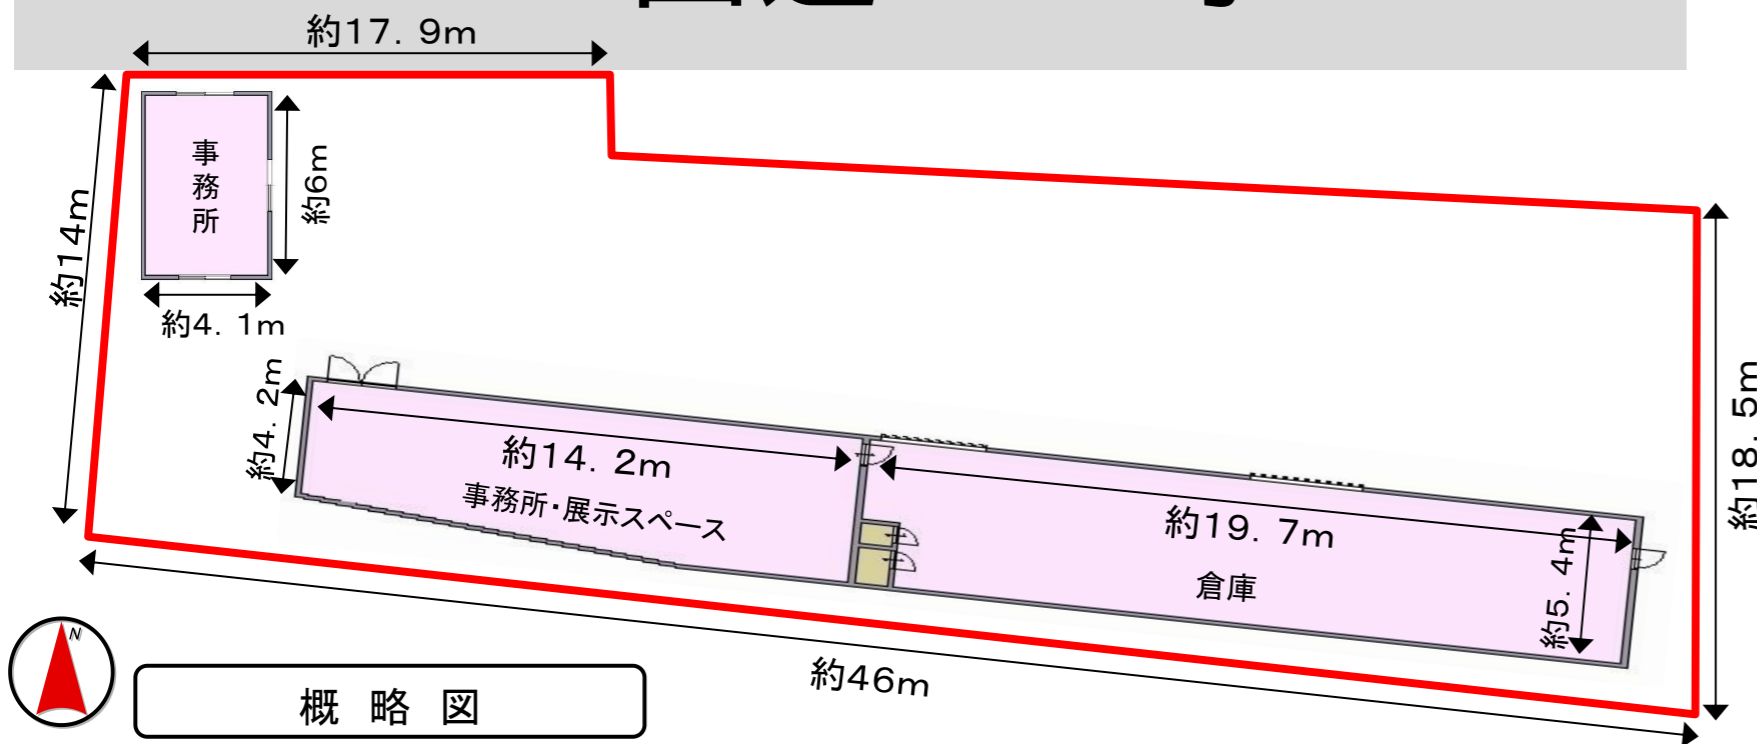 約17. 9m
事務所
約6m
約14m
約4. 1m
約4. 2m
約14. 2m
事務所・展示スペース
約19. 7m
倉庫
約5. 4m
約18. 5m
約46m
N
概 略 図